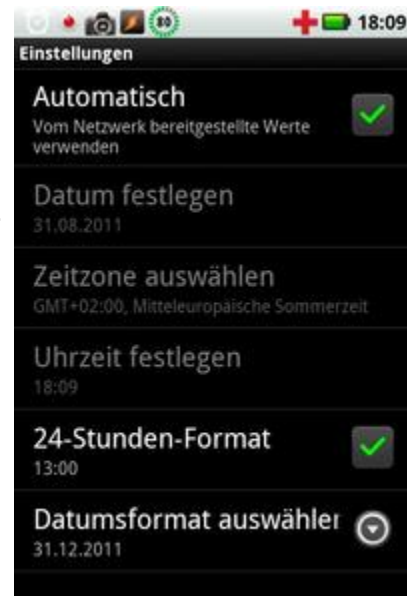 80 18:09
Einstellungen
Automatisch
Vom Netzwerk bereitgestellte Werte
verwenden
Datum festlegen
31.08.2011
Zeitzone auswählen
GMT+02:00, Mitteleuropäische Sommerzeit
Uhrzeit festlegen
18:09
24-Stunden-Format
13:00
Datumsformat auswähler
31.12.2011